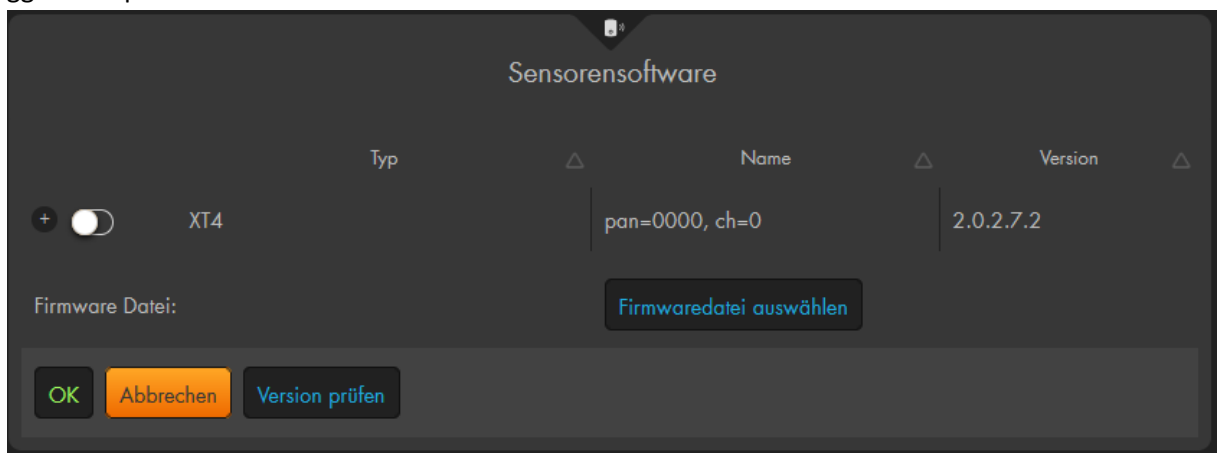 Sensorensoftware
Typ Name Version
+ XT4 pan=0000, ch=0 2.0.2.7.2
Firmware Datei: Firmwaredatei auswählen
OK Abbrechen Version prüfen